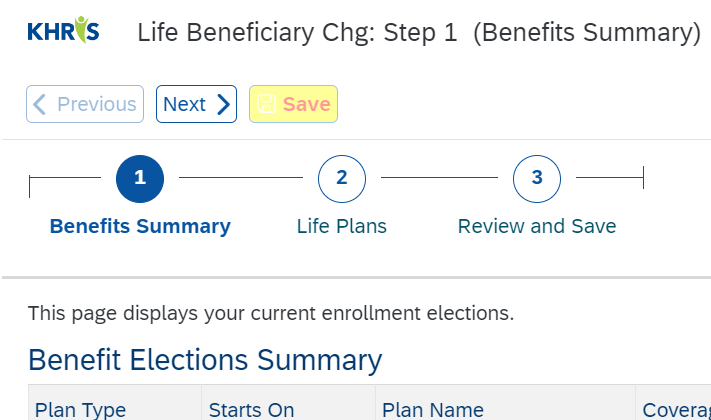 KHRIS Life Beneficiary Chg: Step 1 (Benefits Summary)
Previous Next Save
1 2 3
Benefits Summary Life Plans Review and Save
This page displays your current enrollment elections.
Benefit Elections Summary
Plan Type Starts On Plan Name